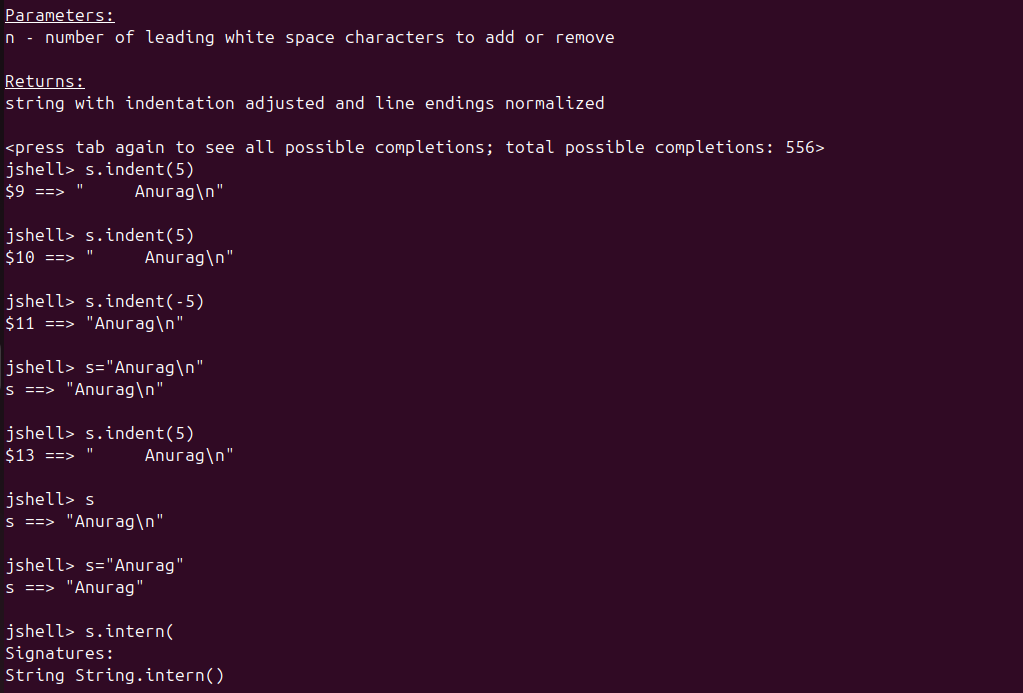 Parameters:
n - number of leading white space characters to add or remove
Returns:
string with indentation adjusted and line endings normalized
<press tab again to see all possible completions; total possible completions: 556>
jshell> s.indent(5)
$9 ==> "     Anurag\n"
jshell> s.indent(5)
$10 ==> "     Anurag\n"
jshell> s.indent(-5)
$11 ==> "Anurag\n"
jshell> s="Anurag\n"
s ==> "Anurag\n"
jshell> s.indent(5)
$13 ==> "     Anurag\n"
jshell> s
s ==> "Anurag\n"
jshell> s="Anurag"
s ==> "Anurag"
jshell> s.intern(
Signatures:
String String.intern()